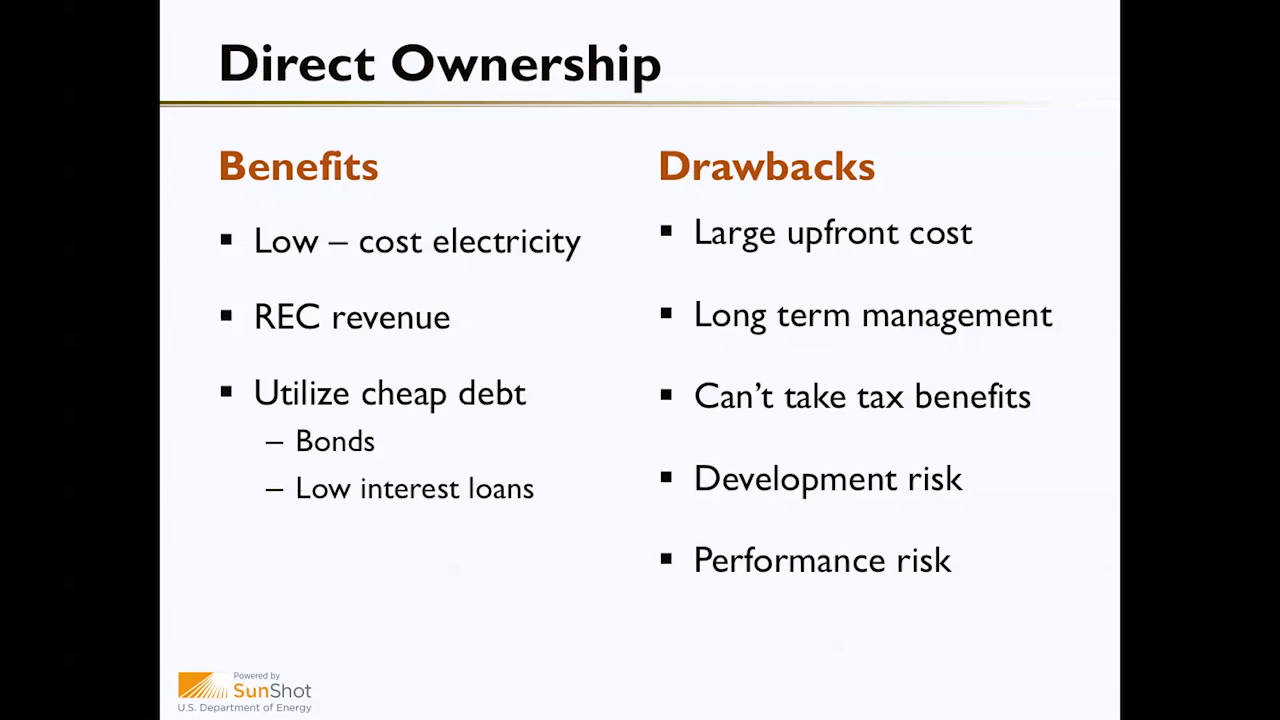 Direct Ownership
Benefits
▪ Low – cost electricity
▪ REC revenue
▪ Utilize cheap debt
– Bonds
– Low interest loans
Drawbacks
▪ Large upfront cost
▪ Long term management
▪ Can’t take tax benefits
▪ Development risk
▪ Performance risk
Powered by
SunShot
U.S. Department of Energy